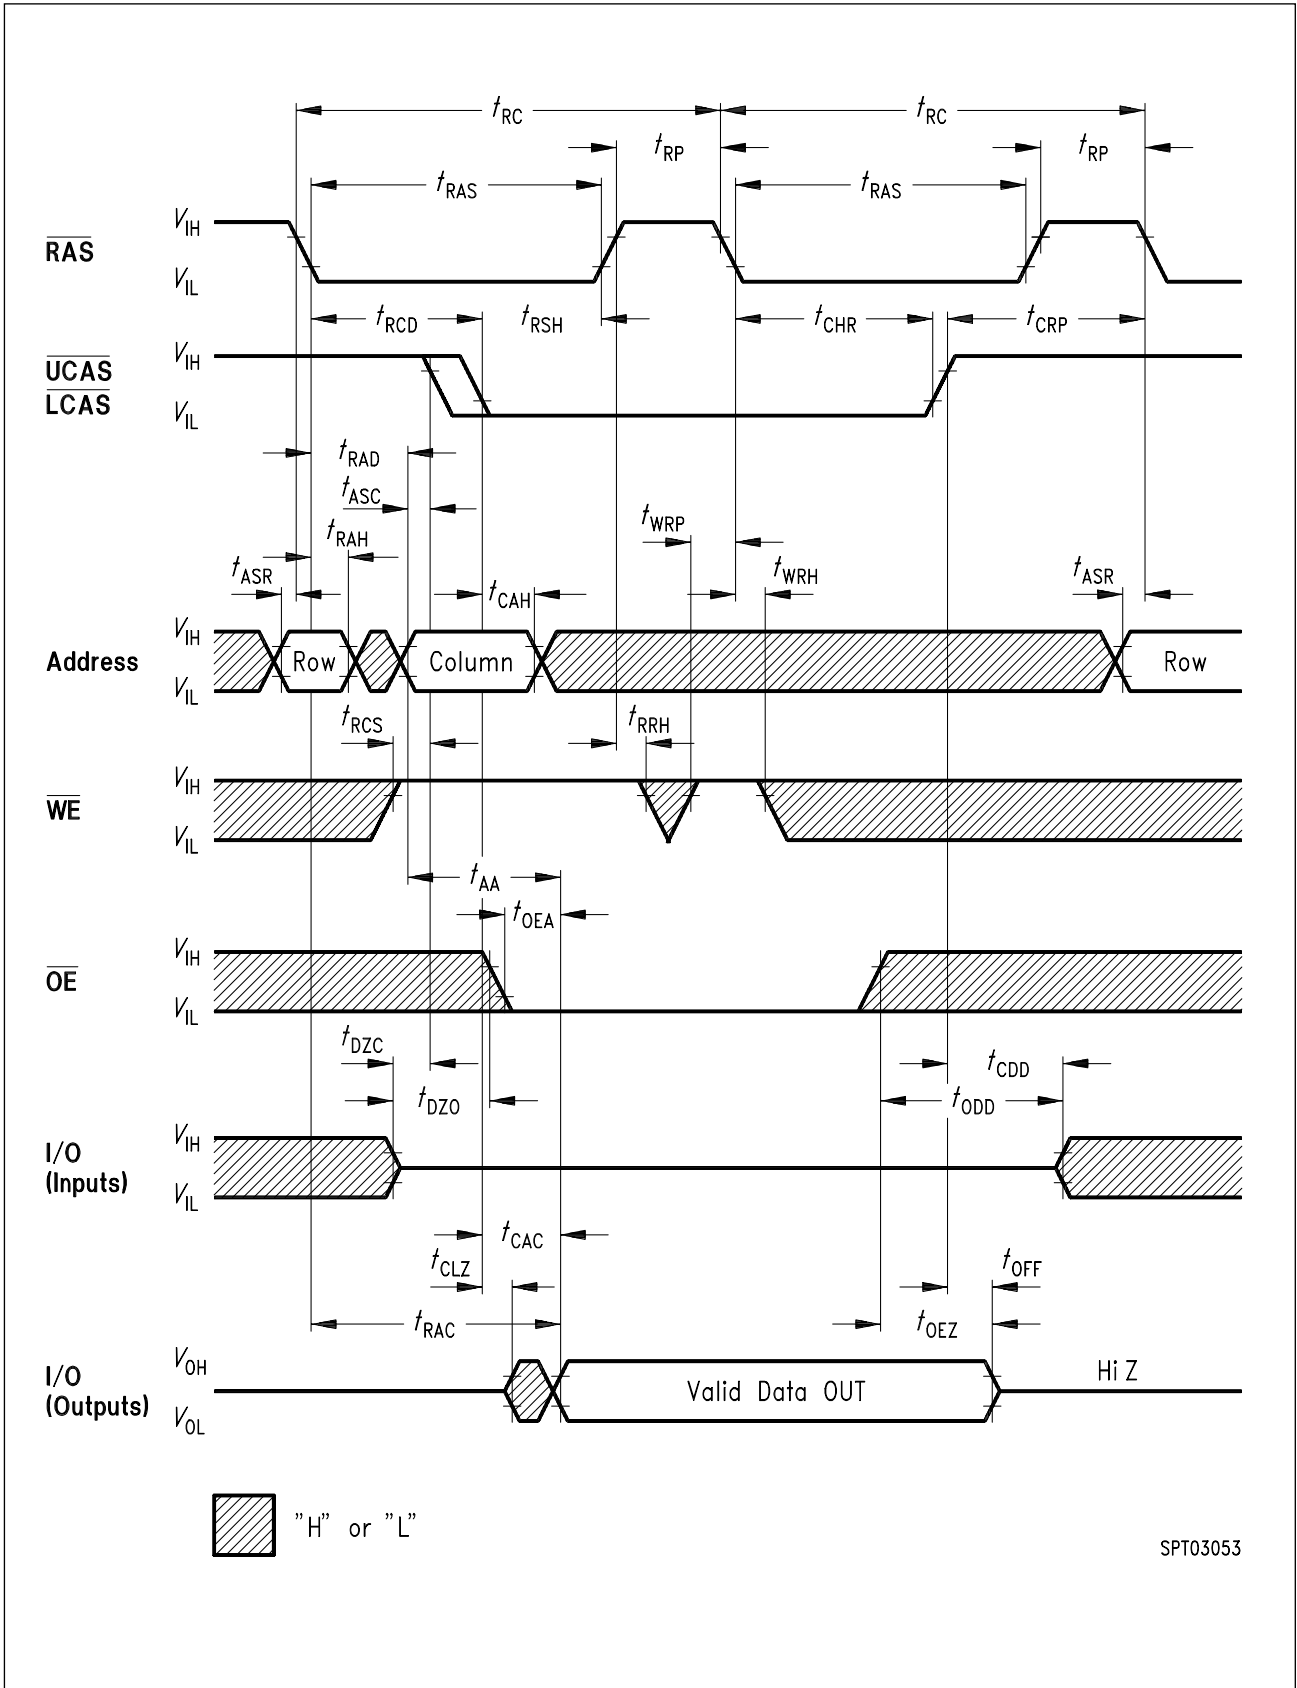 tRC tRC
tRP tRP
tRAS tRAS
VIH
RAS
VIL
tRCD tRSH tCHR tCRP
VIH
UCAS
LCAS
VIL
tRAD
tASC
tWRP
tRAH
tASR tCAH tWRH tASR
VIH
Address Row Column Row
VIL
tRCS tRRH
VIH
WE
VIL
tAA
tOEA
VIH
OE
VIL
tDZC tCDD
tDZO tODD
VIH
I/O
(Inputs)
VIL
tCAC
tCLZ tOFF
tRAC tOEZ
VOH Hi Z
I/O Valid Data OUT
(Outputs)
VOL
"H" or "L"
SPT03053